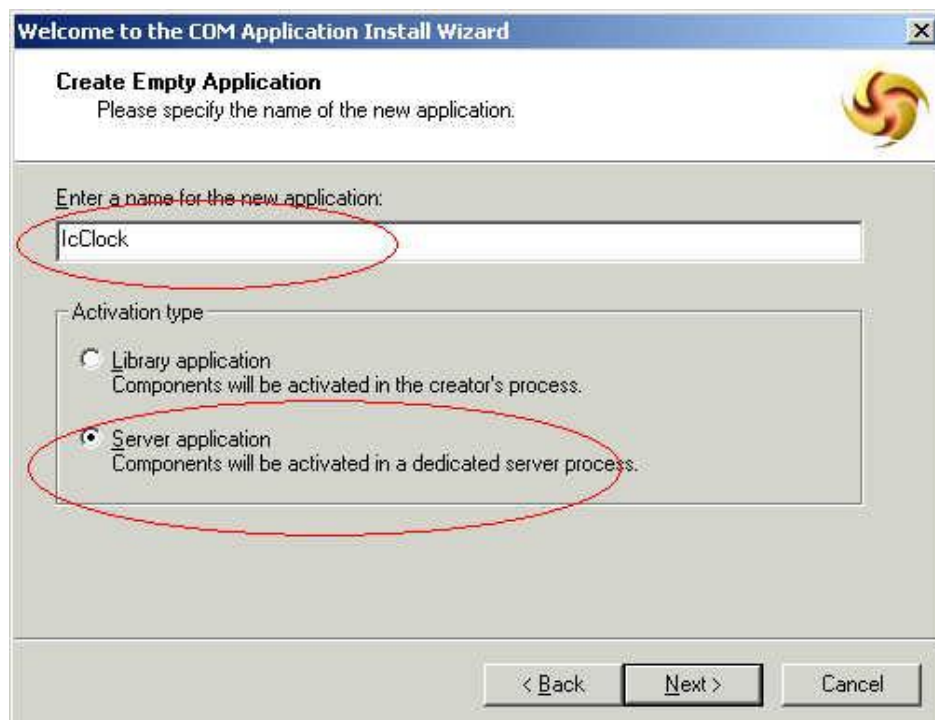 Welcome to the COM Application Install Wizard
Create Empty Application
Please specify the name of the new application.
Enter a name for the new application:
IcClock
Activation type
Library application
Components will be activated in the creator's process.
Server application
Components will be activated in a dedicated server process.
< Back
Next >
Cancel